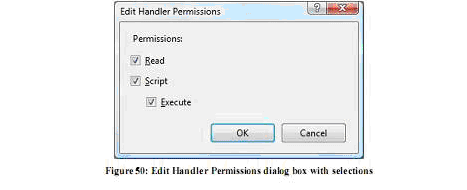 Edit Handler Permissions
Permissions:
Read
Script
Execute
OK Cancel
Figure 50: Edit Handler Permissions dialog box with selections